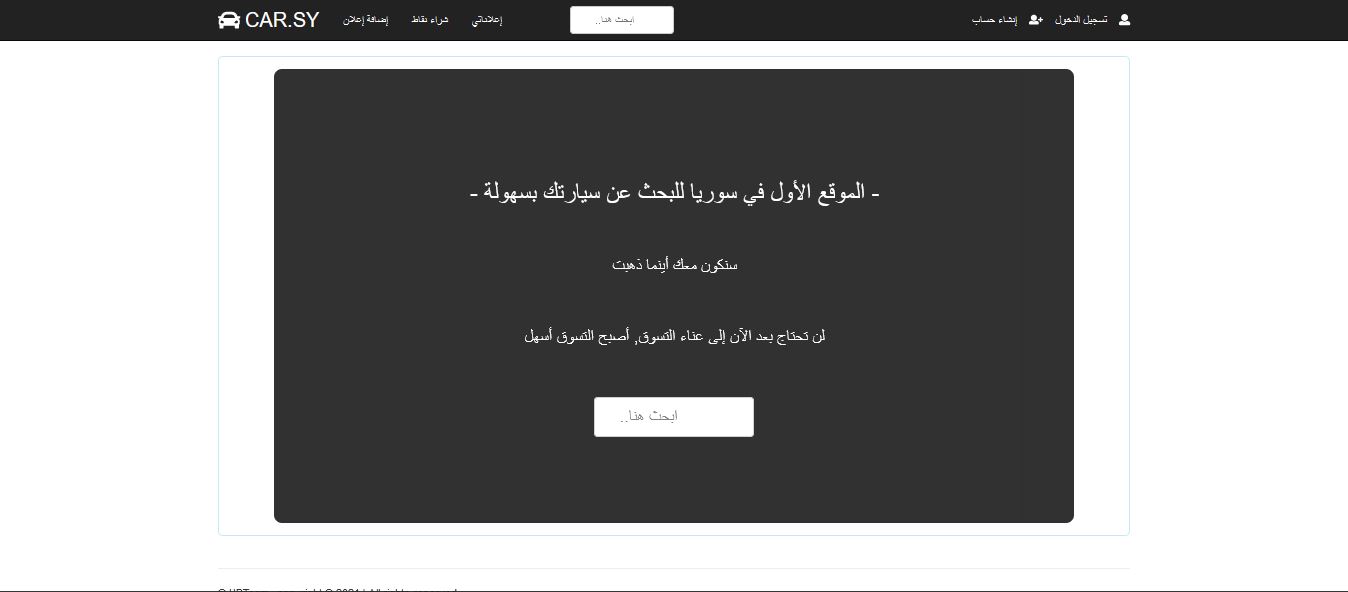 CAR.SY
إضافة إعلان
شراء نقاط
إعلاناتي
ابحث هنا..
إنشاء حساب
تسجيل الدخول
- الموقع الأول في سوريا للبحث عن سيارتك بسهولة -
سنكون معك أينما ذهبت
لن تحتاج بعد الآن إلى عناء التسوق, أصبح التسوق أسهل
ابحث هنا..